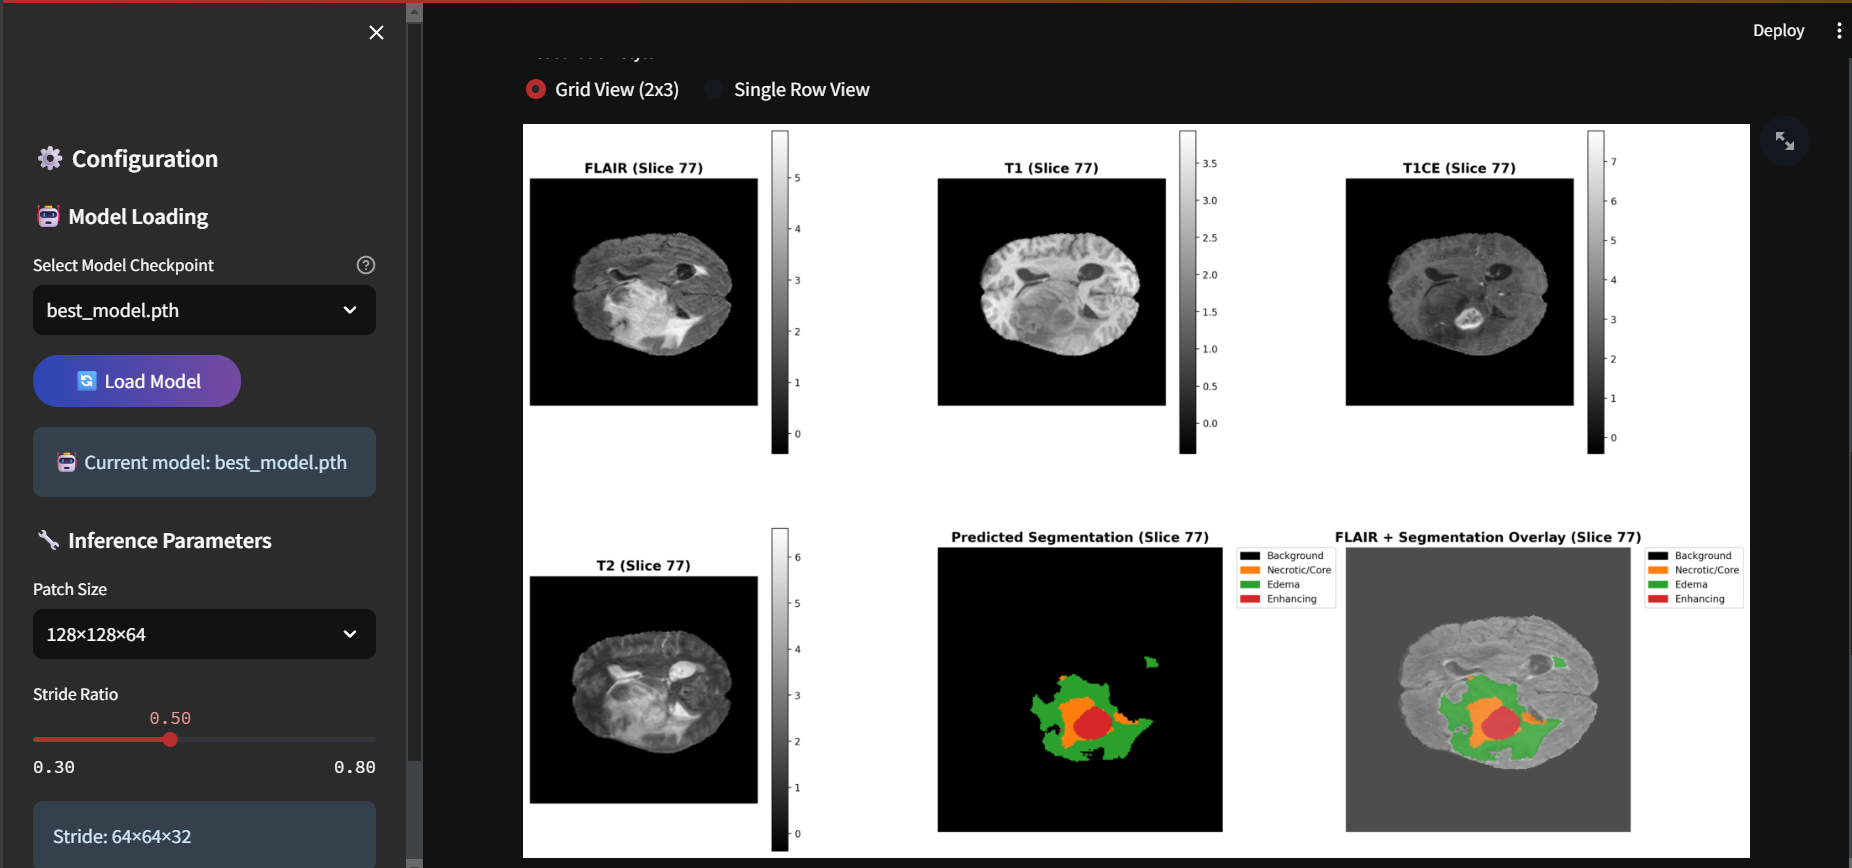 Deploy
Configuration
Model Loading
Select Model Checkpoint
best_model.pth
Load Model
Current model: best_model.pth
Inference Parameters
Patch Size
128×128×64
Stride Ratio
0.50
0.30
0.80
Stride: 64×64×32
Grid View (2x3)
Single Row View
FLAIR (Slice 77)
5
4
3
2
1
0
T1 (Slice 77)
3.5
3.0
2.5
2.0
1.5
1.0
0.5
0.0
T1CE (Slice 77)
7
6
5
4
3
2
1
0
T2 (Slice 77)
6
5
4
3
2
1
0
Predicted Segmentation (Slice 77)
Background
Necrotic/Core
Edema
Enhancing
FLAIR + Segmentation Overlay (Slice 77)
Background
Necrotic/Core
Edema
Enhancing